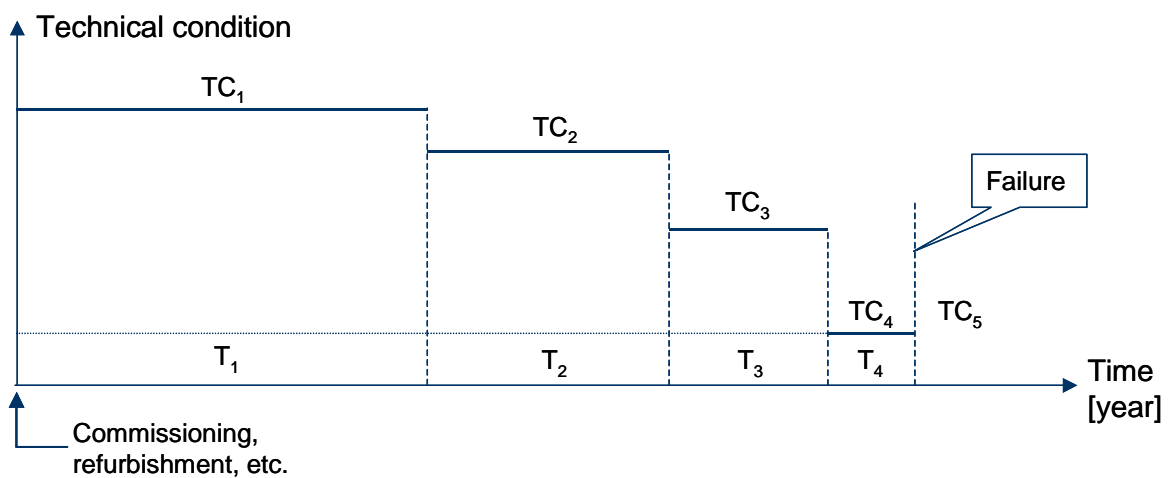 Technical condition
TC₁
TC₂
TC₃
Failure
TC₄ TC₅
T₁ T₂ T₃ T₄
Time
[year]
Commissioning,
refurbishment, etc.